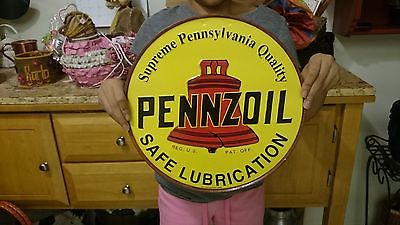 Supreme Pennsylvania Quality
PENNZOIL
REG. U.S. PAT. OFF.
SAFE LUBRICATION